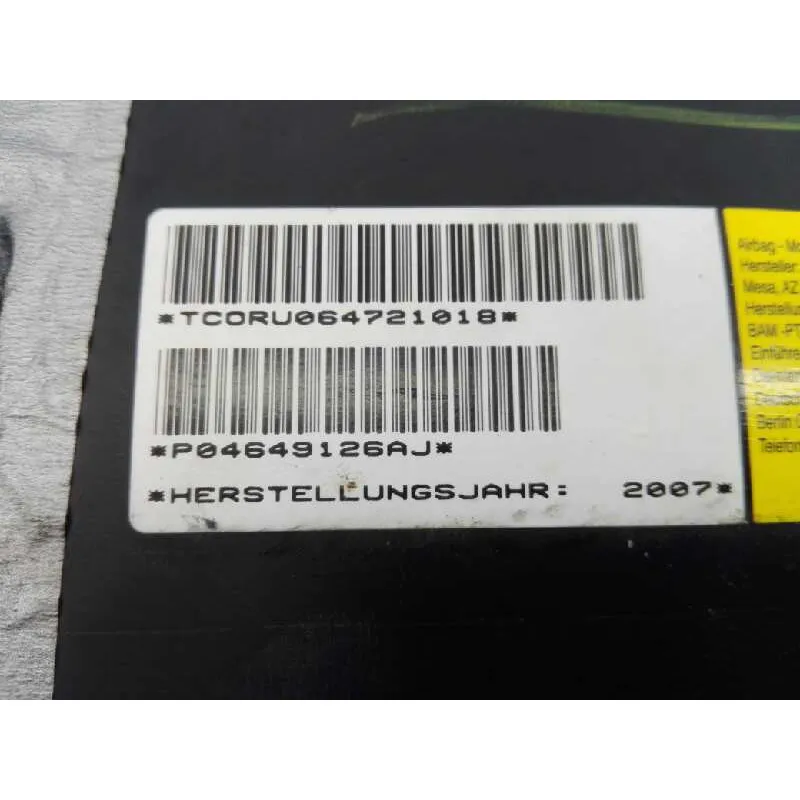 *TCORU064721018*
*P04649126AJ*
*HERSTELLUNGSJAHR: 2007*
Airbag - Mo
Hersteller
Mesa, AZ
Herstellu
BAM -PT
Einführe
Berlin
Telefon